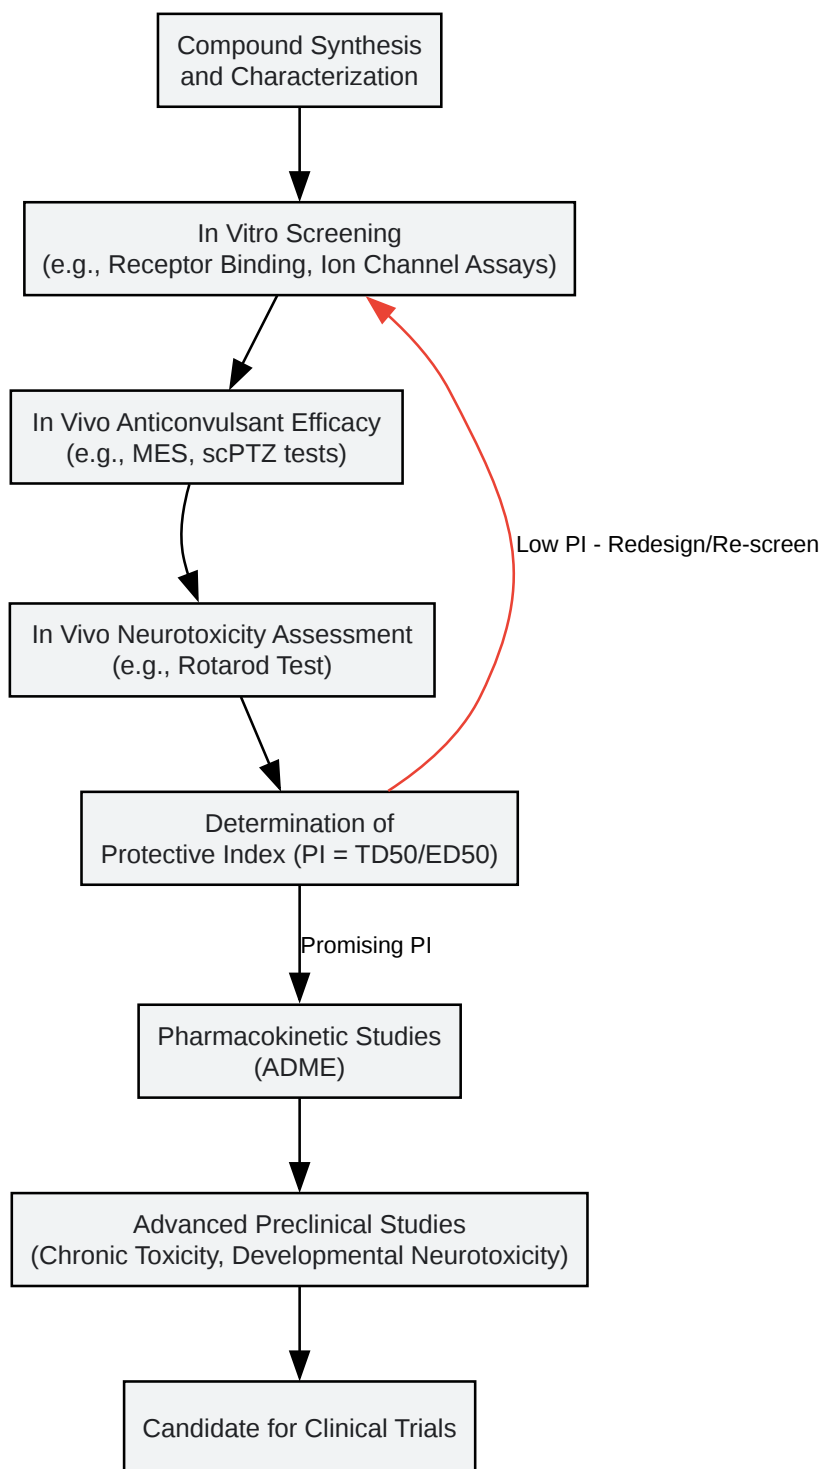 Compound Synthesis
and Characterization
In Vitro Screening
(e.g., Receptor Binding, Ion Channel Assays)
In Vivo Anticonvulsant Efficacy
(e.g., MES, scPTZ tests)
Low PI - Redesign/Re-screen
In Vivo Neurotoxicity Assessment
(e.g., Rotarod Test)
Determination of
Protective Index (PI = TD50/ED50)
Promising PI
Pharmacokinetic Studies
(ADME)
Advanced Preclinical Studies
(Chronic Toxicity, Developmental Neurotoxicity)
Candidate for Clinical Trials